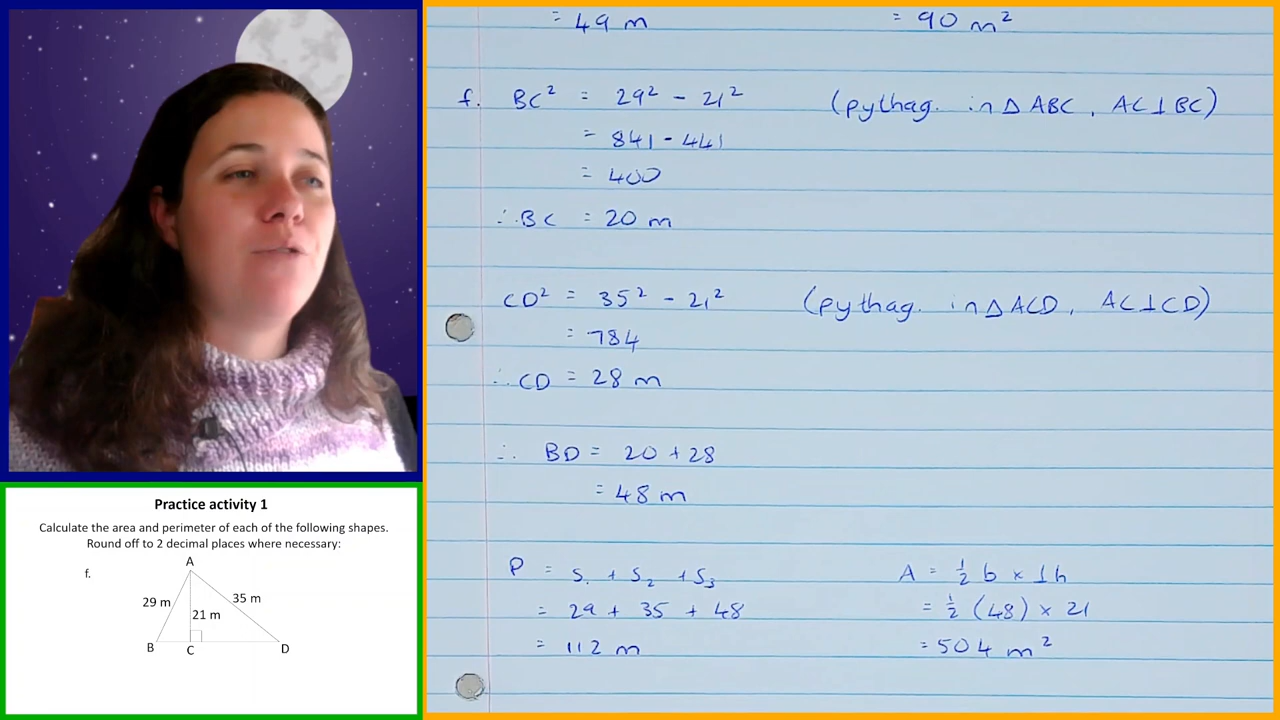 = 49 m = 90 m²
f. BC² = 29² - 21² (pythag. in △ ABC, AC⊥BC)
= 841 - 441
= 400
∴ BC = 20 m
CD² = 35² - 21² (pythag. in △ ACD, AC⊥CD)
= 784
∴ CD = 28 m
∴ BD = 20 + 28
= 48 m
P = S₁ + S₂ + S₃ A = ½ b × ⊥h
= 29 + 35 + 48 = ½ (48) × 21
= 112 m = 504 m²
Practice activity 1
Calculate the area and perimeter of each of the following shapes.
Round off to 2 decimal places where necessary:
f.
A
29 m
35 m
21 m
B
C
D